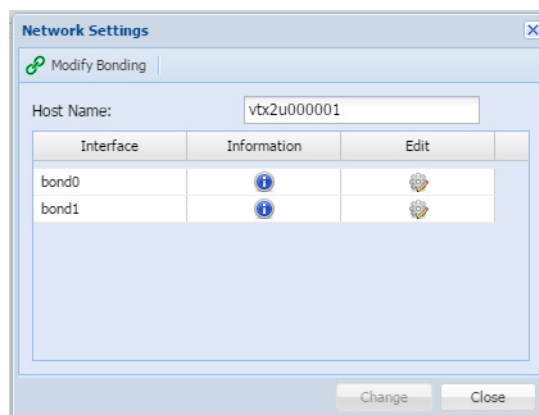 Network Settings
Modify Bonding
Host Name: vtx2u000001
Interface Information Edit
bond0
bond1
Change Close